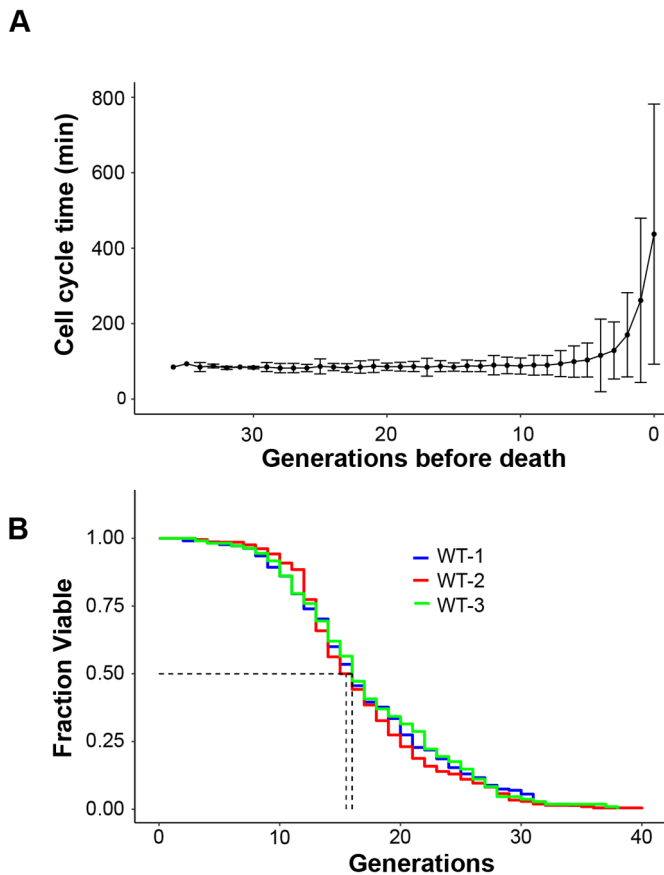 A
Cell cycle time (min)
800
600
400
200
0
30
20
10
0
Generations before death
B
Fraction Viable
1.00
0.75
0.50
0.25
0.00
WT-1
WT-2
WT-3
0
10
20
30
40
Generations